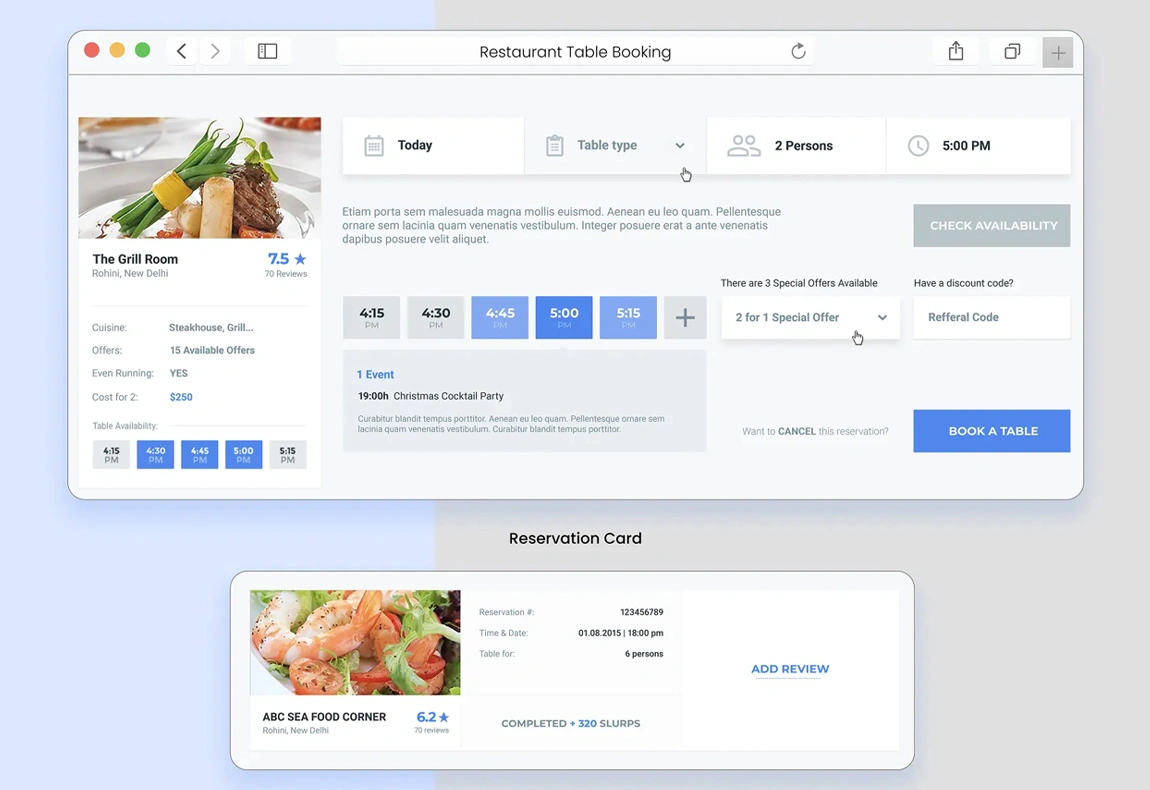 Restaurant Table Booking
Today
Table type
2 Persons
5:00 PM
Etiam porta sem malesuada magna mollis euismod. Aenean eu leo quam. Pellentesque
ornare sem lacinia quam venenatis vestibulum. Integer posuere erat a ante venenatis
dapibus posuere velit aliquet.
CHECK AVAILABILITY
The Grill Room
7.5 ★
Rohini, New Delhi
70 Reviews
Cuisine: Steakhouse, Grill...
Offers: 15 Available Offers
Even Running: YES
Cost for 2: $250
Table Availability:
4:15 PM
4:30 PM
4:45 PM
5:00 PM
5:15 PM
4:15 PM
4:30 PM
4:45 PM
5:00 PM
5:15 PM
+
There are 3 Special Offers Available
2 for 1 Special Offer
Have a discount code?
Refferal Code
1 Event
19:00h Christmas Cocktail Party
Curabitur blandit tempus porttitor. Aenean eu leo quam. Pellentesque ornare sem
lacinia quam venenatis vestibulum. Curabitur blandit tempus porttitor.
Want to CANCEL this reservation?
BOOK A TABLE
Reservation Card
ABC SEA FOOD CORNER
6.2 ★
Rohini, New Delhi
70 reviews
Reservation #: 123456789
Time & Date: 01.08.2015 | 18:00 pm
Table for: 6 persons
COMPLETED + 320 SLURPS
ADD REVIEW